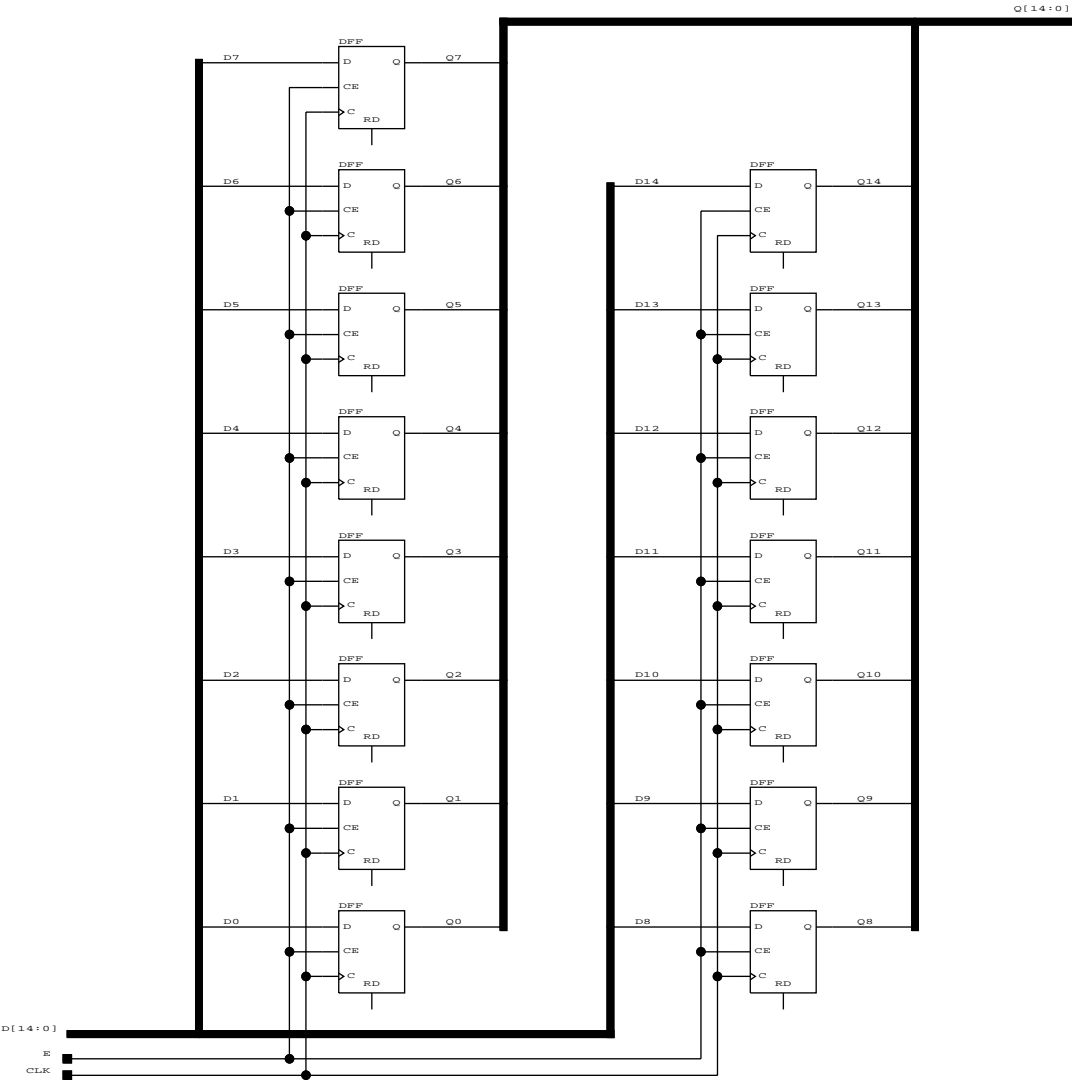 Q[14:0]
DFF
D7 D Q Q7
CE
C
RD
DFF
D6 D Q Q6
CE
C
RD
DFF
D5 D Q Q5
CE
C
RD
DFF
D4 D Q Q4
CE
C
RD
DFF
D3 D Q Q3
CE
C
RD
DFF
D2 D Q Q2
CE
C
RD
DFF
D1 D Q Q1
CE
C
RD
DFF
D0 D Q Q0
CE
C
RD
DFF
D14 D Q Q14
CE
C
RD
DFF
D13 D Q Q13
CE
C
RD
DFF
D12 D Q Q12
CE
C
RD
DFF
D11 D Q Q11
CE
C
RD
DFF
D10 D Q Q10
CE
C
RD
DFF
D9 D Q Q9
CE
C
RD
DFF
D8 D Q Q8
CE
C
RD
D[14:0]
E
CLK